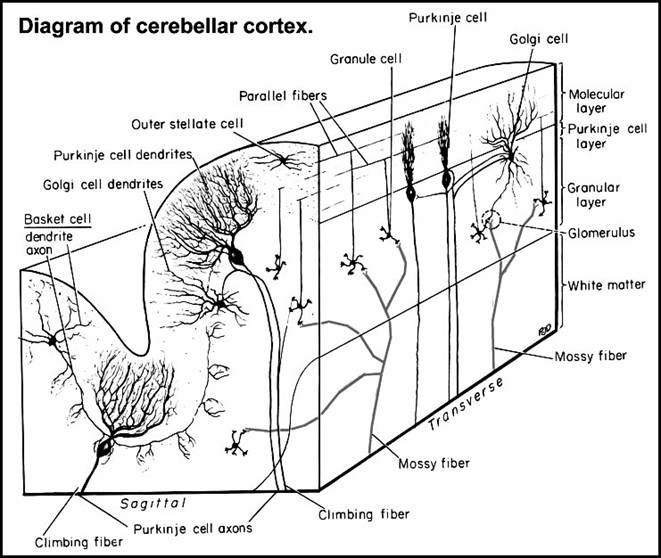 Diagram of cerebellar cortex.
Purkinje cell
Golgi cell
Granule cell
Parallel fibers
Molecular
layer
Outer stellate cell
Purkinje cell
layer
Purkinje cell dendrites
Golgi cell dendrites
Granular
layer
Basket cell
dendrite
axon
Glomerulus
White matter
Mossy fiber
Transverse
Mossy fiber
Sagittal
Climbing fiber
Purkinje cell axons
Climbing fiber